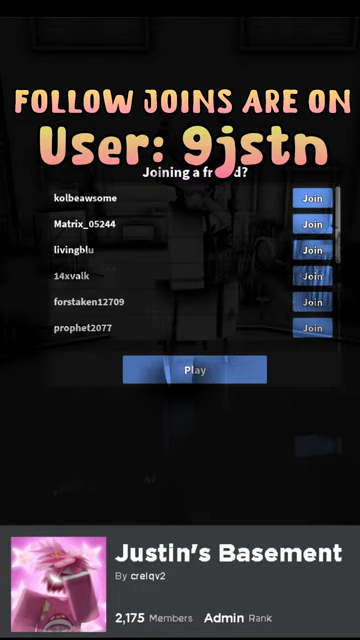 FOLLOW JOINS ARE ON
User: 9jstn
Joining a fr d?
kolbeawsome Join
Matrix_05244 Join
livingblu Join
14xvalk Join
forstaken12709 Join
prophet2077 Join
Play
Justin's Basement
By crelqv2
2,175 Members Admin Rank